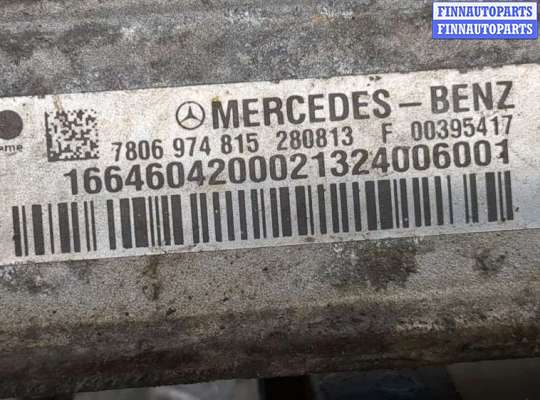 FINNAUTOPARTS
FINNAUTOPARTS
MERCEDES-BENZ
7806 974 815 280813 F 00395417
1664604200021324006001